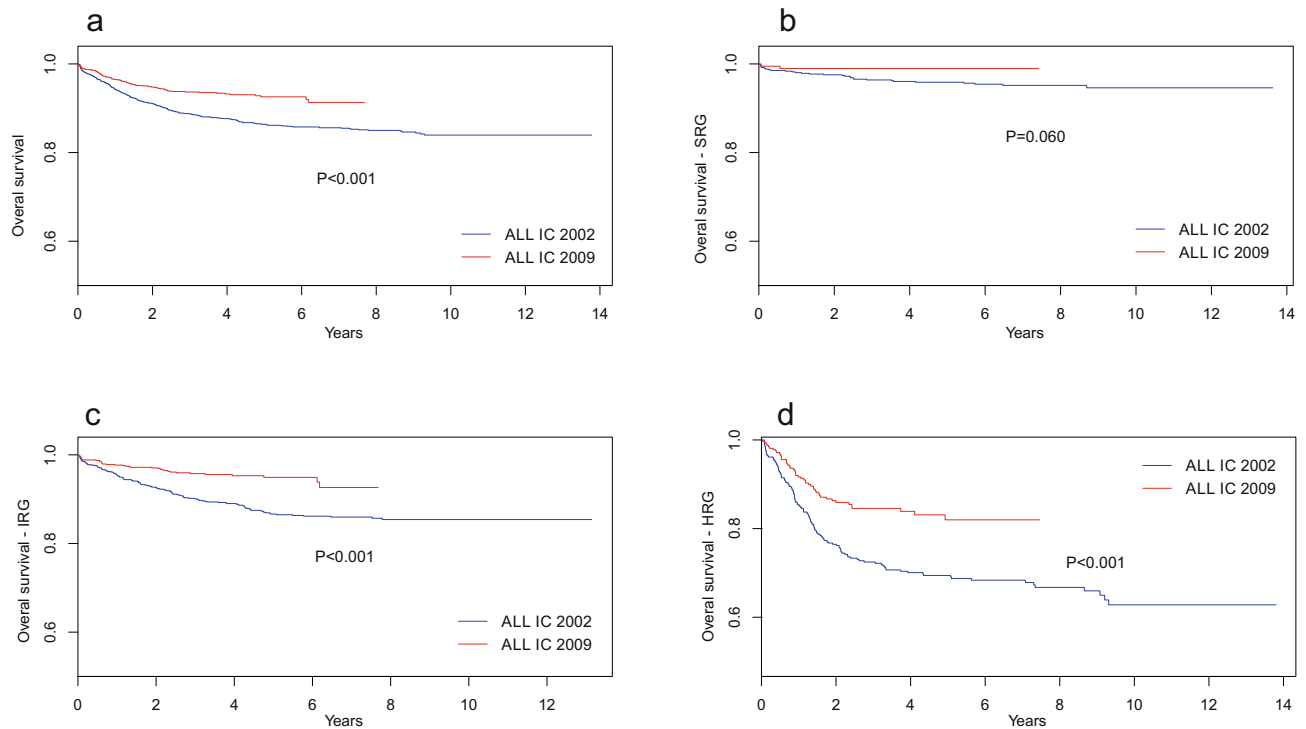 a
Overal survival
1.0
0.8
0.6
P<0.001
ALL IC 2002
ALL IC 2009
0 2 4 6 8 10 12 14
Years
b
Overal survival - SRG
1.0
0.8
0.6
P=0.060
ALL IC 2002
ALL IC 2009
0 2 4 6 8 10 12 14
Years
c
Overal survival - IRG
1.0
0.8
0.6
P<0.001
ALL IC 2002
ALL IC 2009
0 2 4 6 8 10 12
Years
d
Overal survival - HRG
1.0
0.8
0.6
ALL IC 2002
ALL IC 2009
P<0.001
0 2 4 6 8 10 12 14
Years